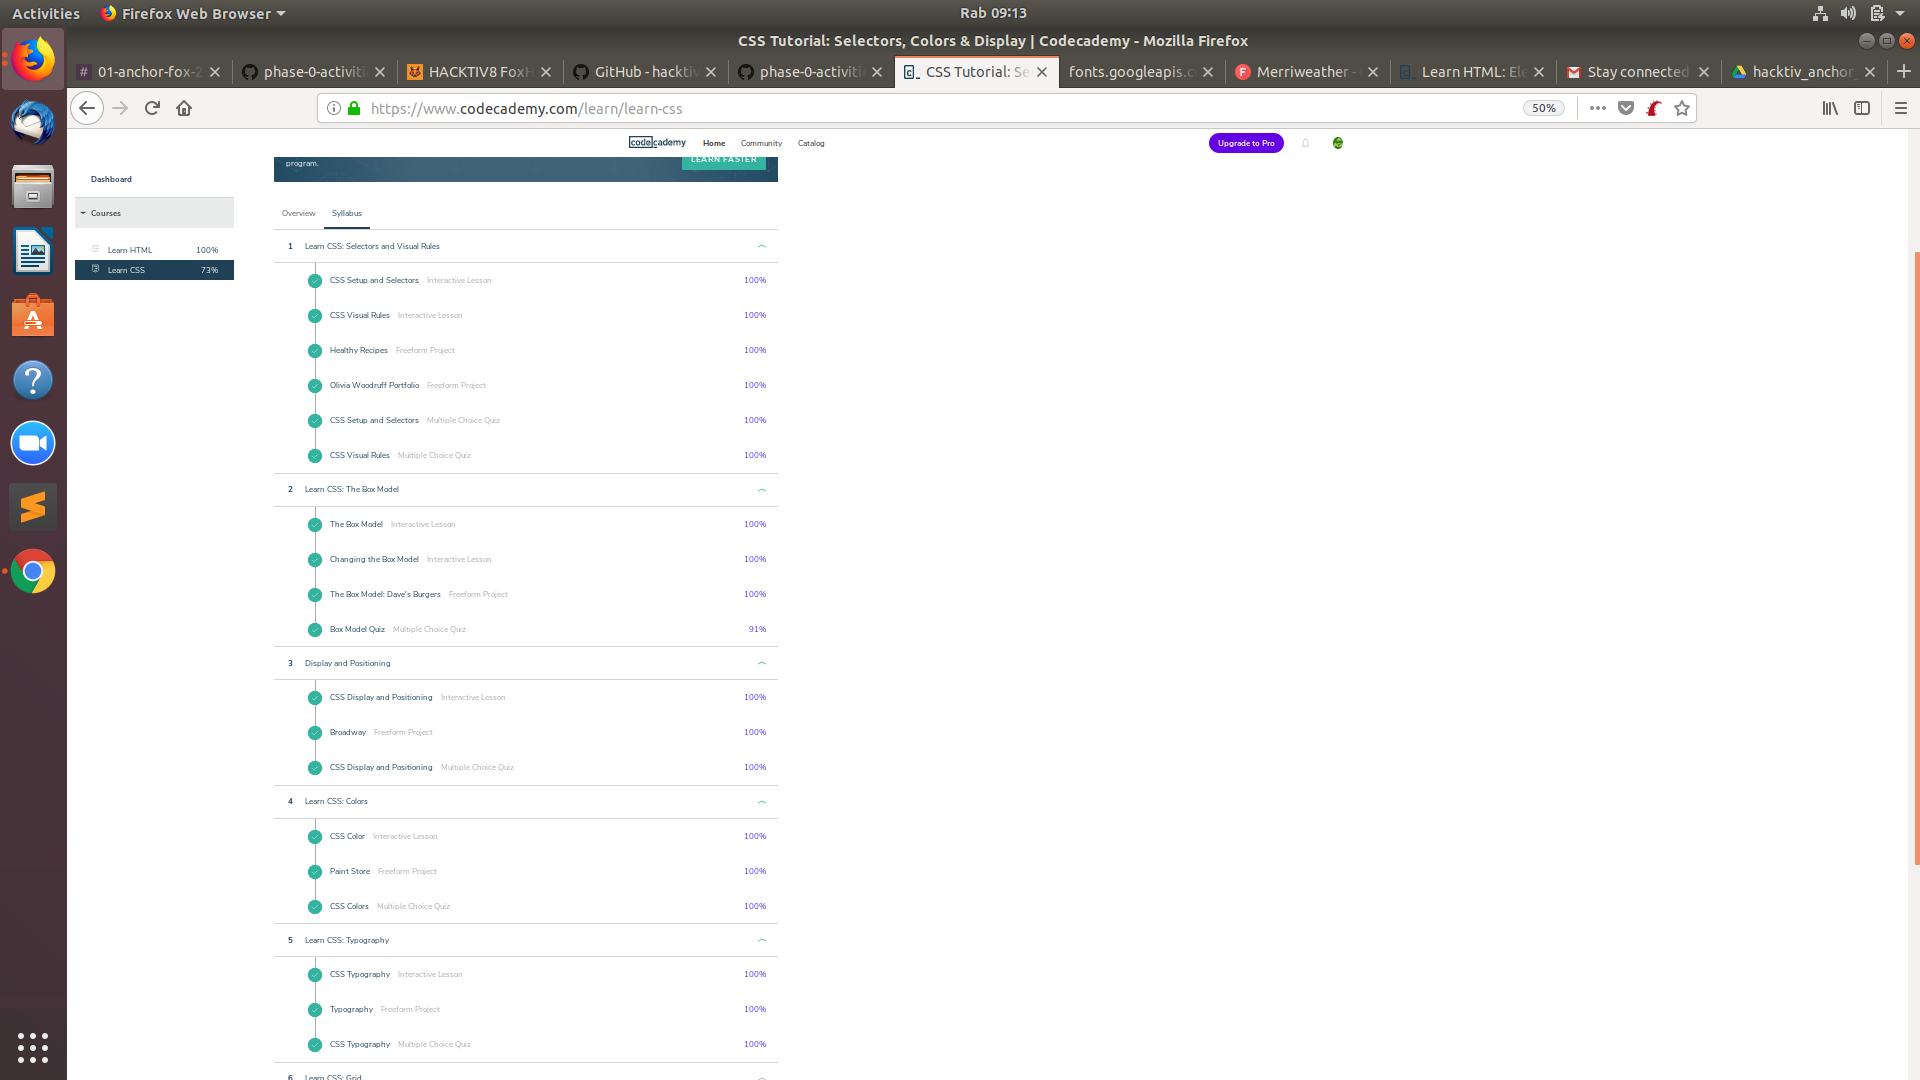 Activities Firefox Web Browser Rab 09:13
CSS Tutorial: Selectors, Colors & Display | Codecademy - Mozilla Firefox
01-anchor-fox-2 phase-0-activiti HACKTIV8 FoxH GitHub - hacktiv phase-0-activiti CSS Tutorial: Se fonts.googleapis.c Merriweather - Learn HTML: Ele Stay connected hacktiv_anchor_
https://www.codecademy.com/learn/learn-css 50%
codecademy Home Community Catalog Upgrade to Pro
program. LEARN FASTER
Dashboard
Courses
Learn HTML 100%
Learn CSS 73%
Overview Syllabus
1 Learn CSS: Selectors and Visual Rules
CSS Setup and Selectors Interactive Lesson 100%
CSS Visual Rules Interactive Lesson 100%
Healthy Recipes Freeform Project 100%
Olivia Woodruff Portfolio Freeform Project 100%
CSS Setup and Selectors Multiple Choice Quiz 100%
CSS Visual Rules Multiple Choice Quiz 100%
2 Learn CSS: The Box Model
The Box Model Interactive Lesson 100%
Changing the Box Model Interactive Lesson 100%
The Box Model: Dave's Burgers Freeform Project 100%
Box Model Quiz Multiple Choice Quiz 91%
3 Display and Positioning
CSS Display and Positioning Interactive Lesson 100%
Broadway Freeform Project 100%
CSS Display and Positioning Multiple Choice Quiz 100%
4 Learn CSS: Colors
CSS Color Interactive Lesson 100%
Paint Store Freeform Project 100%
CSS Colors Multiple Choice Quiz 100%
5 Learn CSS: Typography
CSS Typography Interactive Lesson 100%
Typography Freeform Project 100%
CSS Typography Multiple Choice Quiz 100%
6 Learn CSS: Grid